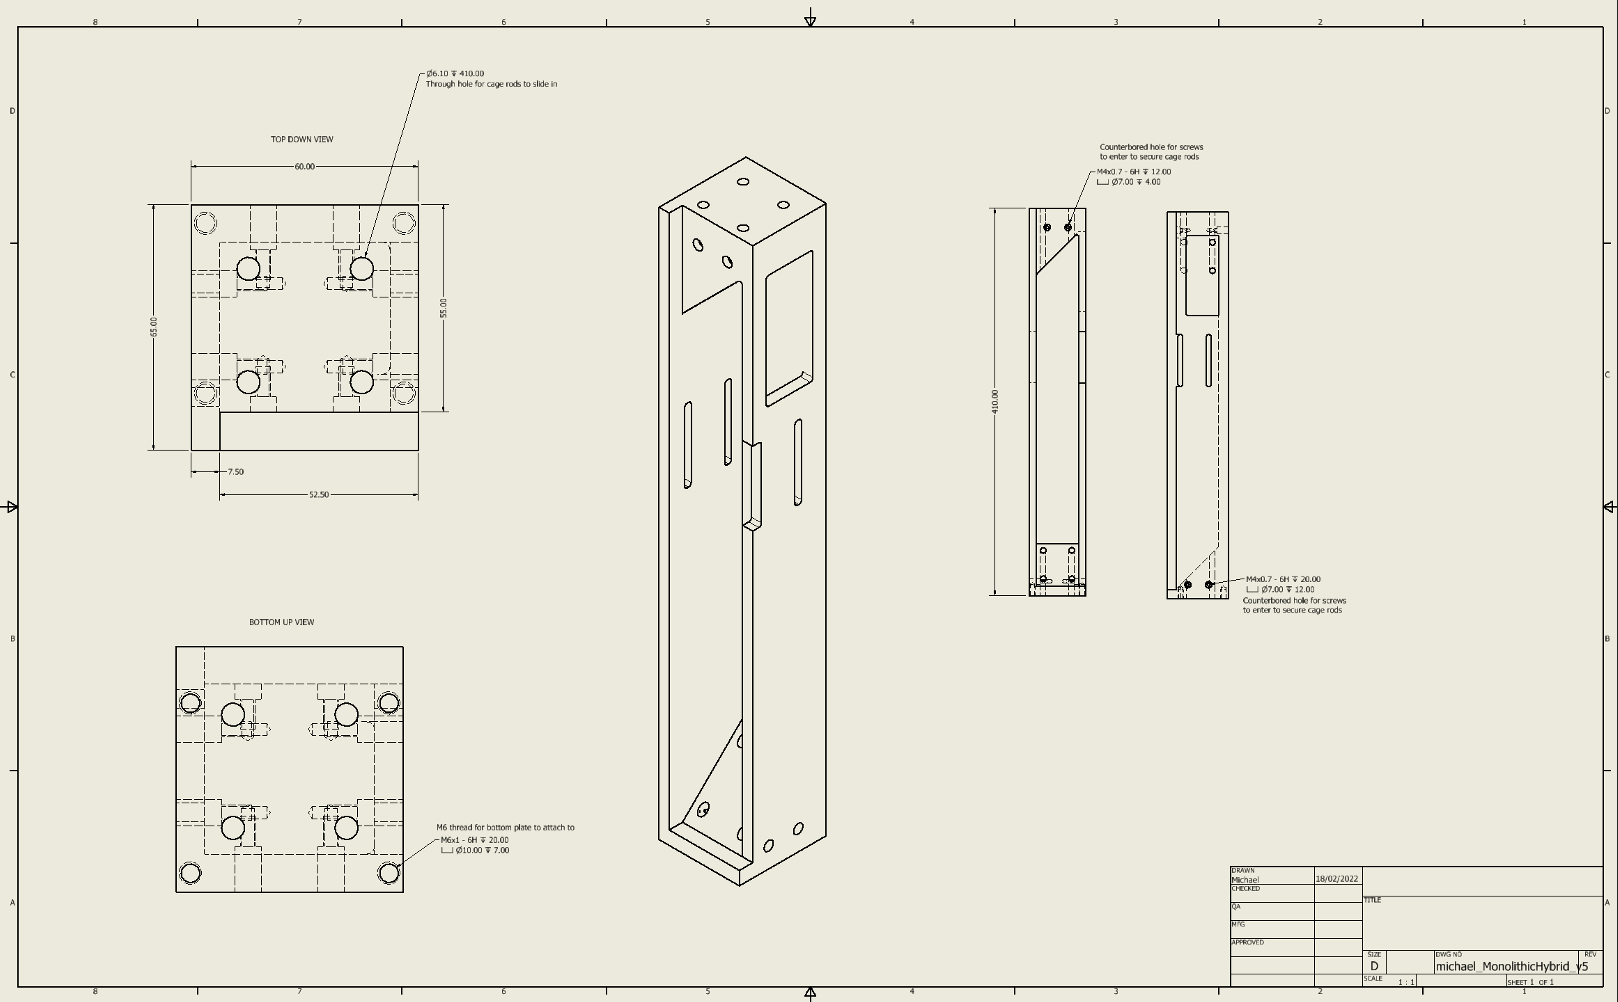 8 7 6 5 4 3 2 1
D
D
C
C
B
B
A
A
Ø6.10 ↧ 410.00
Through hole for cage rods to slide in
TOP DOWN VIEW
60.00
65.00
55.00
7.50
52.50
Counterbored hole for screws
to enter to secure cage rods
M4x0.7 - 6H ↧ 12.00
⌴ Ø7.00 ↧ 4.00
410.00
M4x0.7 - 6H ↧ 20.00
⌴ Ø7.00 ↧ 12.00
Counterbored hole for screws
to enter to secure cage rods
BOTTOM UP VIEW
M6 thread for bottom plate to attach to
M6x1 - 6H ↧ 20.00
⌴ Ø10.00 ↧ 7.00
DRAWN
Michael
18/02/2022
CHECKED
QA
MFG
APPROVED
TITLE
SIZE
D
DWG NO
michael_MonolithicHybrid_v5
REV
SCALE
1 : 1
SHEET 1 OF 1
8 7 6 5 4 3 2 1